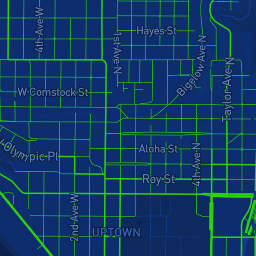 4th Ave W
1st Ave N
Hayes St
Bigelow Ave N
Taylor Ave N
W Comstock St
Olympic Pl
Aloha St
Roy St
4th Ave N
2nd Ave W
UPTOWN